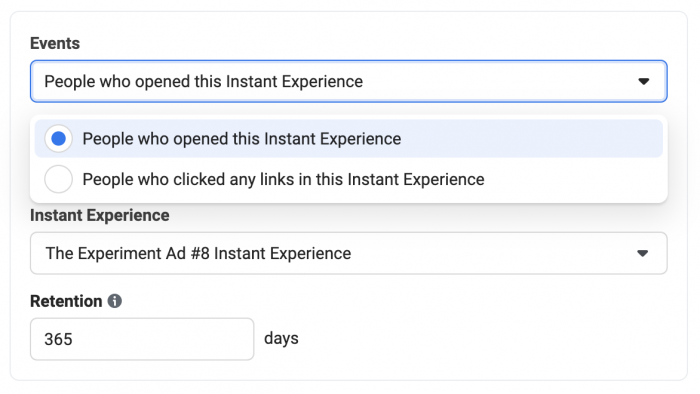 Events
People who opened this Instant Experience
People who opened this Instant Experience
People who clicked any links in this Instant Experience
Instant Experience
The Experiment Ad #8 Instant Experience
Retention
365 days